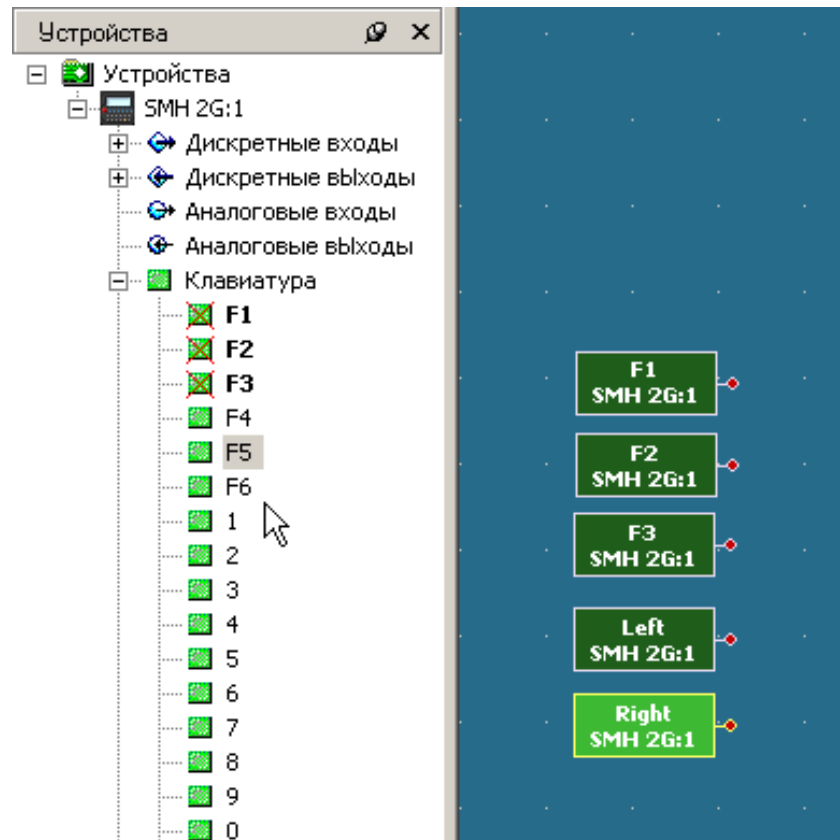 Устройства
Устройства
SMH 2G:1
Дискретные входы
Дискретные выходы
Аналоговые входы
Аналоговые выходы
Клавиатура
F1
F2
F3
F4
F5
F6
1
2
3
4
5
6
7
8
9
0
F1
SMH 2G:1
F2
SMH 2G:1
F3
SMH 2G:1
Left
SMH 2G:1
Right
SMH 2G:1